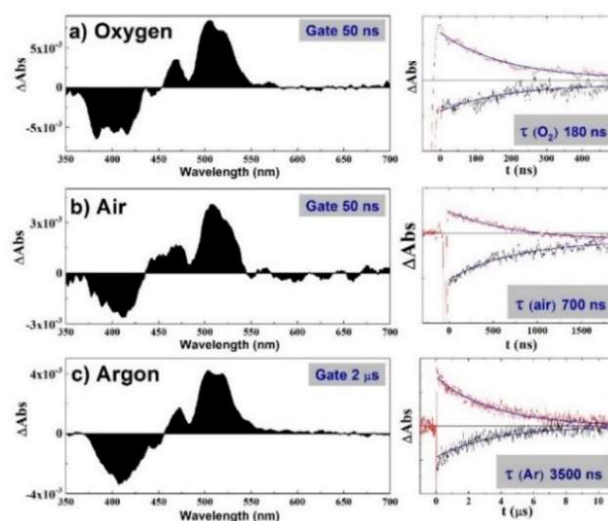 a) Oxygen
Gate 50 ns
ΔAbs
5x10⁻³
0
-5x10⁻³
350 400 450 500 550 600 650 700
Wavelength (nm)
ΔAbs
τ (O₂) 180 ns
0 200 400
t (ns)
b) Air
Gate 50 ns
ΔAbs
3x10⁻³
0
-3x10⁻³
350 400 450 500 550 600 650 700
Wavelength (nm)
ΔAbs
τ (air) 700 ns
0 500 1000 1500
t (ns)
c) Argon
Gate 2 μs
ΔAbs
4x10⁻³
0
-4x10⁻³
350 400 450 500 550 600 650 700
Wavelength (nm)
ΔAbs
τ (Ar) 3500 ns
0 2 4 6 8 10
t (μs)